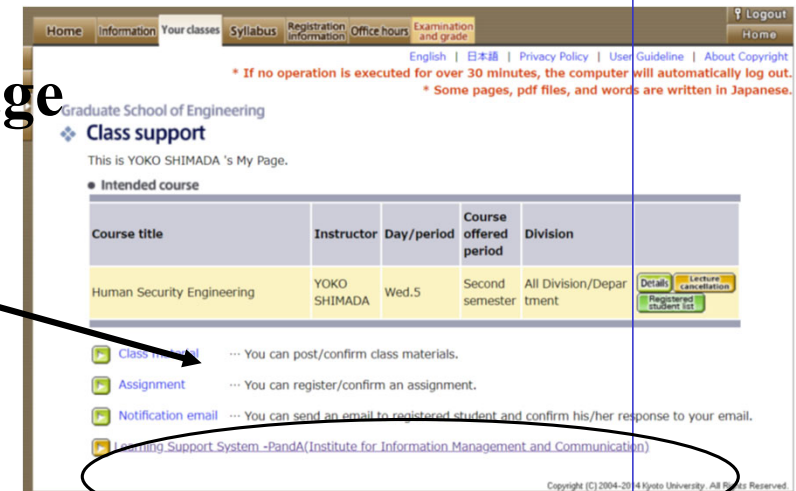 Logout
Home Information Your classes Syllabus Registration Information Office hours Examination and grade Home
English | 日本語 | Privacy Policy | User Guideline | About Copyright
* If no operation is executed for over 30 minutes, the computer will automatically log out.
* Some pages, pdf files, and words are written in Japanese.
ge
Graduate School of Engineering
Class support
This is YOKO SHIMADA 's My Page.
Intended course
Course title Instructor Day/period Course offered period Division
Human Security Engineering YOKO SHIMADA Wed.5 Second semester All Division/Depar tment Details Lecture cancellation Registered student list
Class material ··· You can post/confirm class materials.
Assignment ··· You can register/confirm an assignment.
Notification email ··· You can send an email to registered student and confirm his/her response to your email.
Learning Support System -PandA(Institute for Information Management and Communication)
Copyright (C) 2004-2014 Kyoto University. All Rights Reserved.